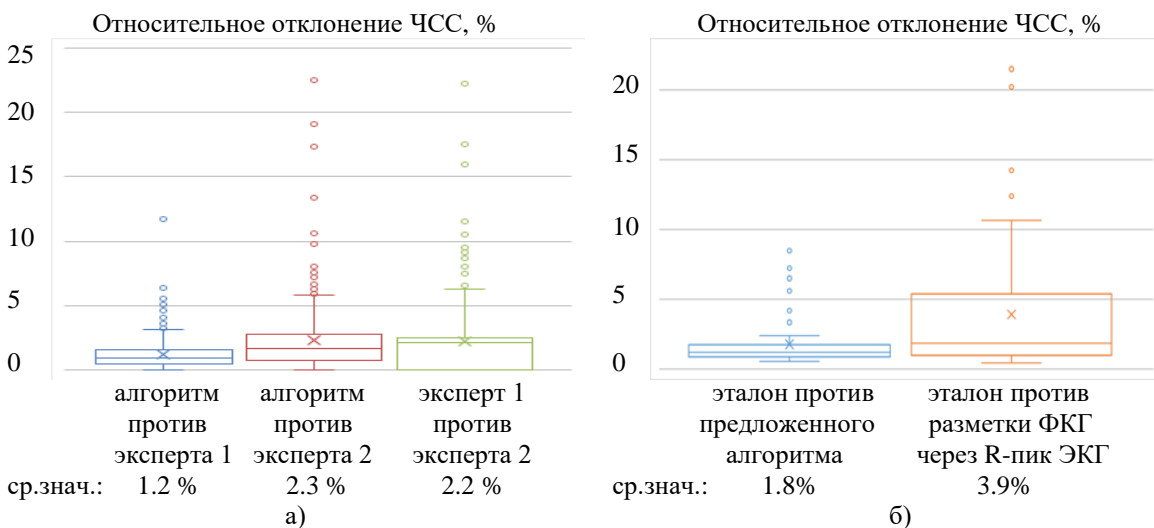 Относительное отклонение ЧСС, %
25
20
15
10
5
0
алгоритм
против
эксперта 1
алгоритм
против
эксперта 2
эксперт 1
против
эксперта 2
ср.знач.: 1.2 % 2.3 % 2.2 %
а)
Относительное отклонение ЧСС, %
20
15
10
5
0
эталон против
предложенного
алгоритма
эталон против
разметки ФКГ
через R-пик ЭКГ
ср.знач.: 1.8% 3.9%
б)